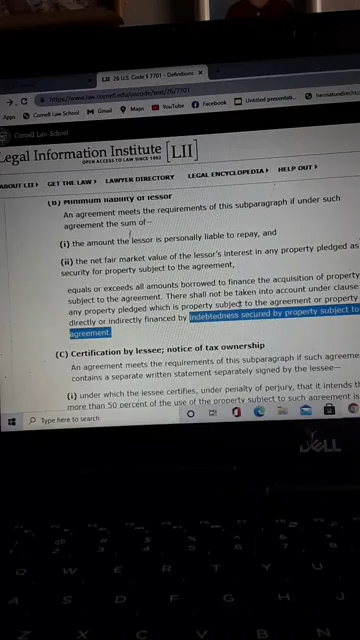 LII 26 U.S. Code § 7701 - Definitions
https://www.law.cornell.edu/uscode/text/26/7701
Apps Cornell Law School Gmail Maps YouTube Facebook Untitled presentat...
Cornell Law School
Legal Information Institute [LII]
OPEN ACCESS TO LAW SINCE 1992
ABOUT LII GET THE LAW LAWYER DIRECTORY LEGAL ENCYCLOPEDIA HELP OUT
(B) Minimum liability of lessor
An agreement meets the requirements of this subparagraph if under such
agreement the sum of—
(i) the amount the lessor is personally liable to repay, and
(ii) the net fair market value of the lessor's interest in any property pledged as
security for property subject to the agreement,
equals or exceeds all amounts borrowed to finance the acquisition of property
subject to the agreement. There shall not be taken into account under clause
any property pledged which is property subject to the agreement or property
directly or indirectly financed by indebtedness secured by property subject to
agreement.
(C) Certification by lessee; notice of tax ownership
An agreement meets the requirements of this subparagraph if such agreeme
contains a separate written statement separately signed by the lessee—
(i) under which the lessee certifies, under penalty of perjury, that it intends th
more than 50 percent of the use of the property subject to such agreement is
Type here to search
DELL
Q W E R T Y U
A S D F G H J
Z X C V B N